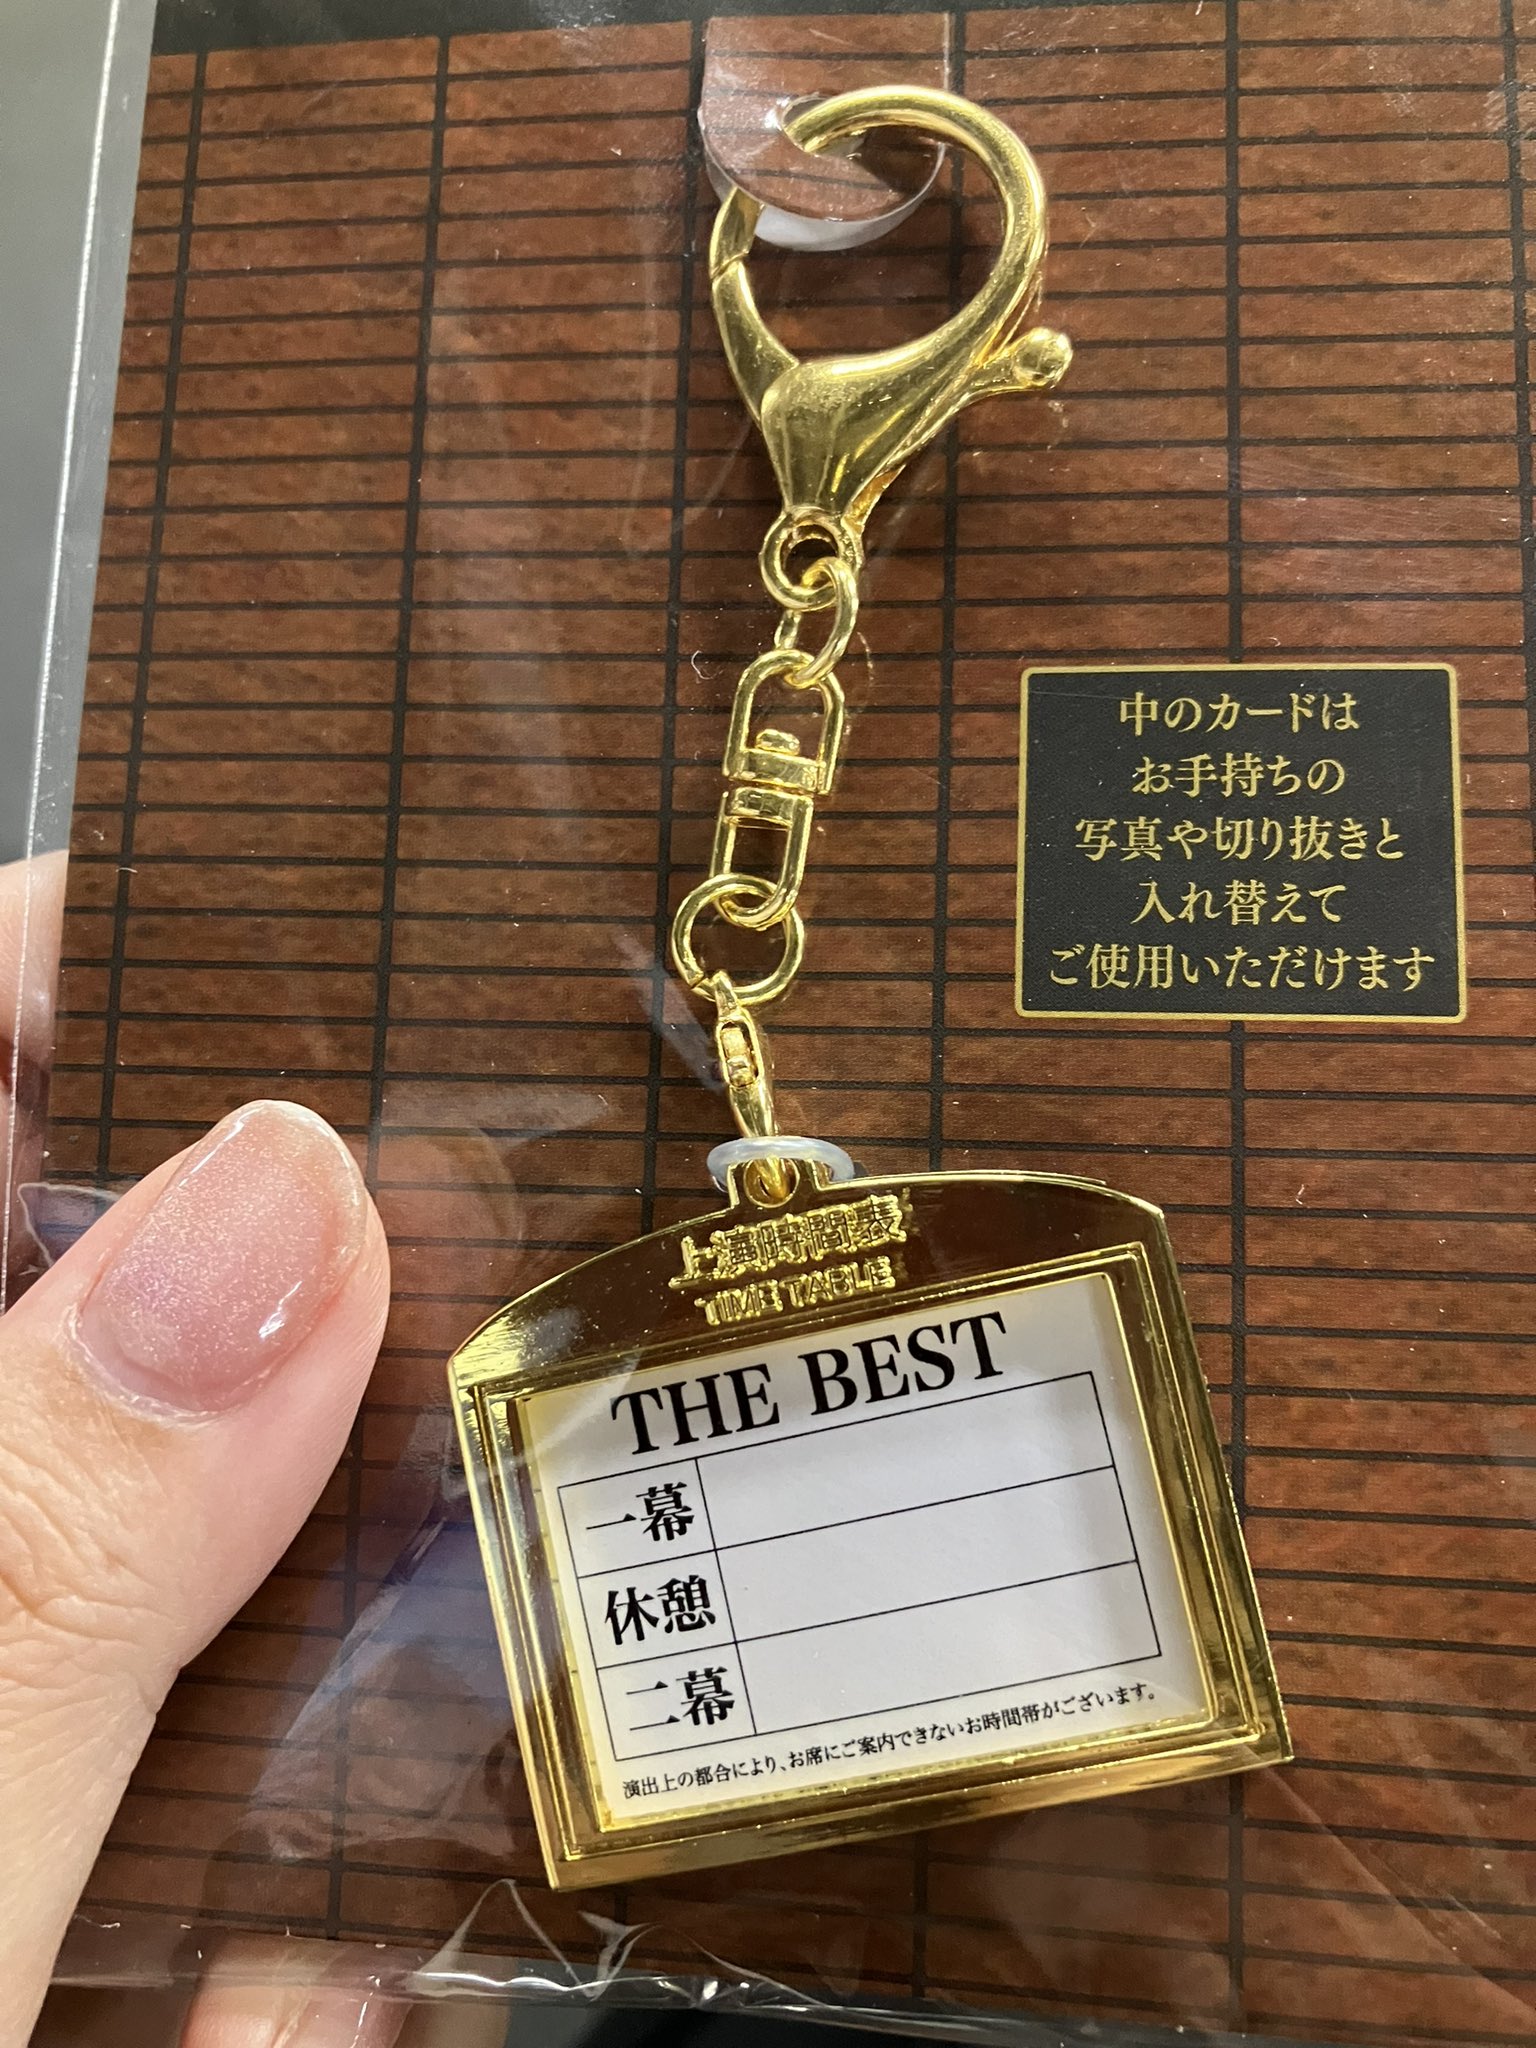 中のカードは
お手持ちの
写真や切り抜きと
入れ替えて
ご使用いただけます
上演時間表
TIME TABLE
THE BEST
一幕
休憩
二幕
演出上の都合により、お席にご案内できないお時間帯がございます。